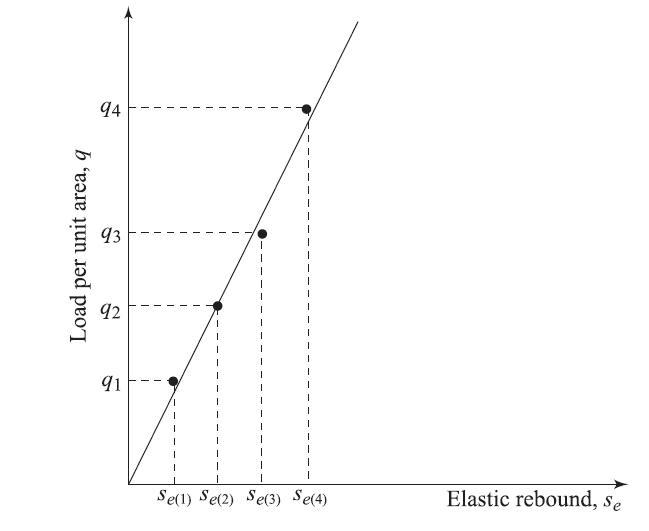 Load per unit area, q
q4
q3
q2
q1
se(1) se(2) se(3) se(4)
Elastic rebound, se